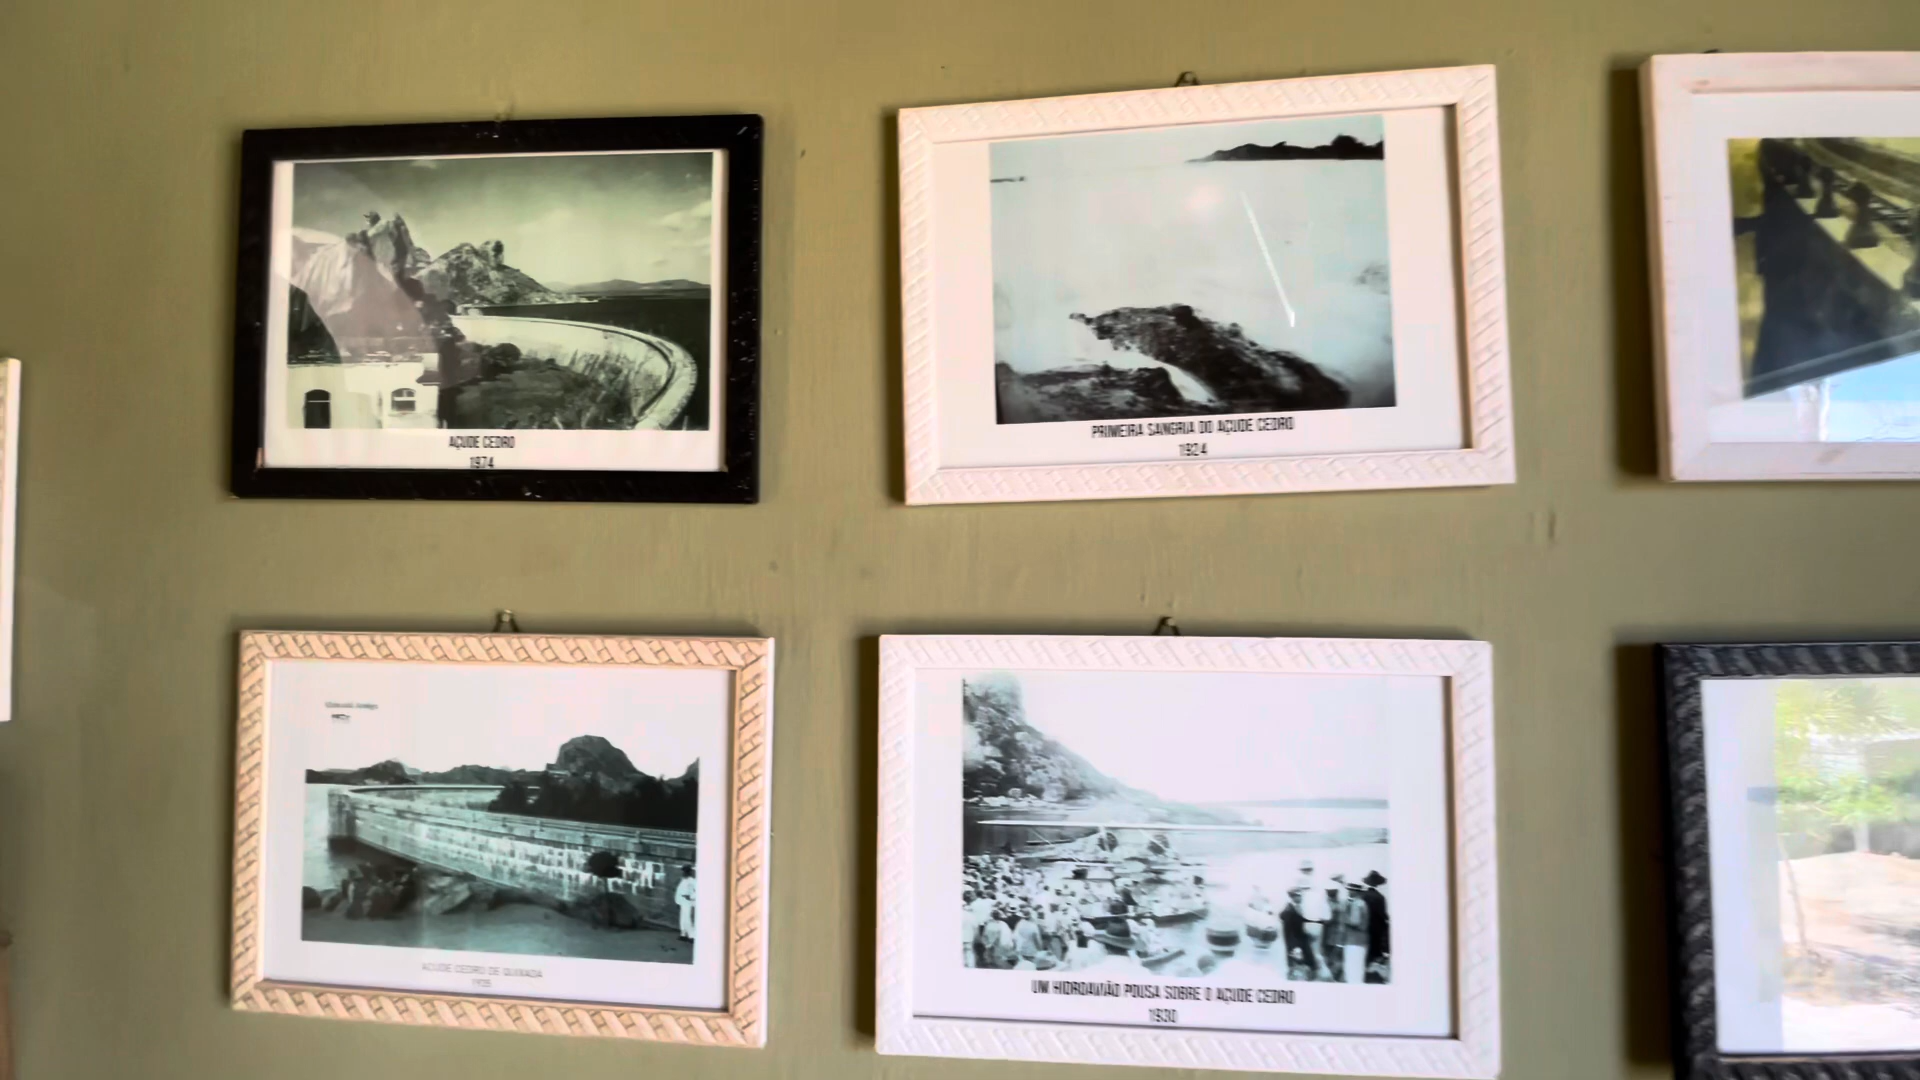 AÇUDE CEDRO
1974
PRIMEIRA SANGRIA DO AÇUDE CEDRO
1924
AÇUDE CEDRO DE QUIXADÁ
UM HIDROAVIÃO POUSA SOBRE O AÇUDE CEDRO
1930